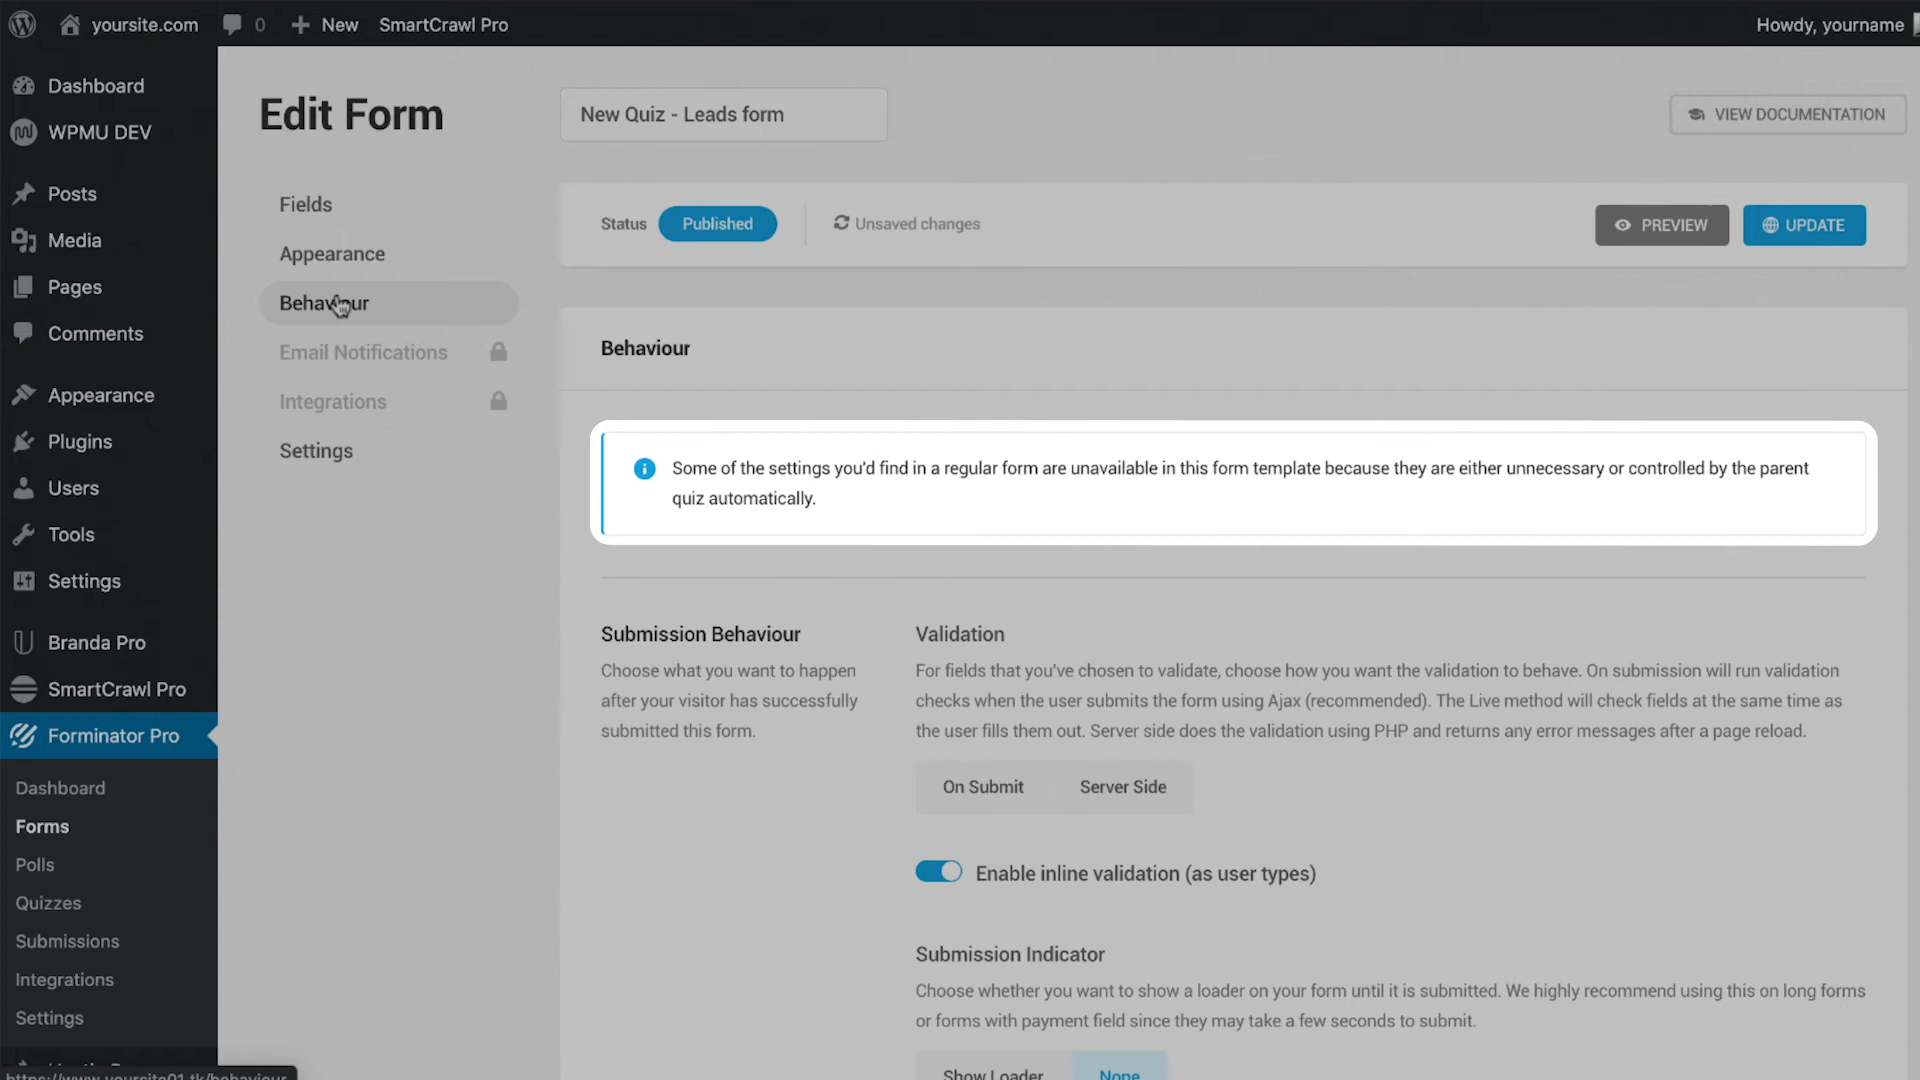 yoursite.com
0
New
SmartCrawl Pro
Howdy, yourname
Dashboard
WPMU DEV
Posts
Media
Pages
Comments
Appearance
Plugins
Users
Tools
Settings
Branda Pro
SmartCrawl Pro
Forminator Pro
Dashboard
Forms
Polls
Quizzes
Submissions
Integrations
Settings
Edit Form
New Quiz - Leads form
VIEW DOCUMENTATION
Fields
Appearance
Behaviour
Email Notifications
Integrations
Settings
Status
Published
Unsaved changes
PREVIEW
UPDATE
Behaviour
Some of the settings you'd find in a regular form are unavailable in this form template because they are either unnecessary or controlled by the parent
quiz automatically.
Submission Behaviour
Choose what you want to happen
after your visitor has successfully
submitted this form.
Validation
For fields that you've chosen to validate, choose how you want the validation to behave. On submission will run validation
checks when the user submits the form using Ajax (recommended). The Live method will check fields at the same time as
the user fills them out. Server side does the validation using PHP and returns any error messages after a page reload.
On Submit
Server Side
Enable inline validation (as user types)
Submission Indicator
Choose whether you want to show a loader on your form until it is submitted. We highly recommend using this on long forms
or forms with payment field since they may take a few seconds to submit.
Show Loader
None
https://www.yoursite01.tk/behaviour